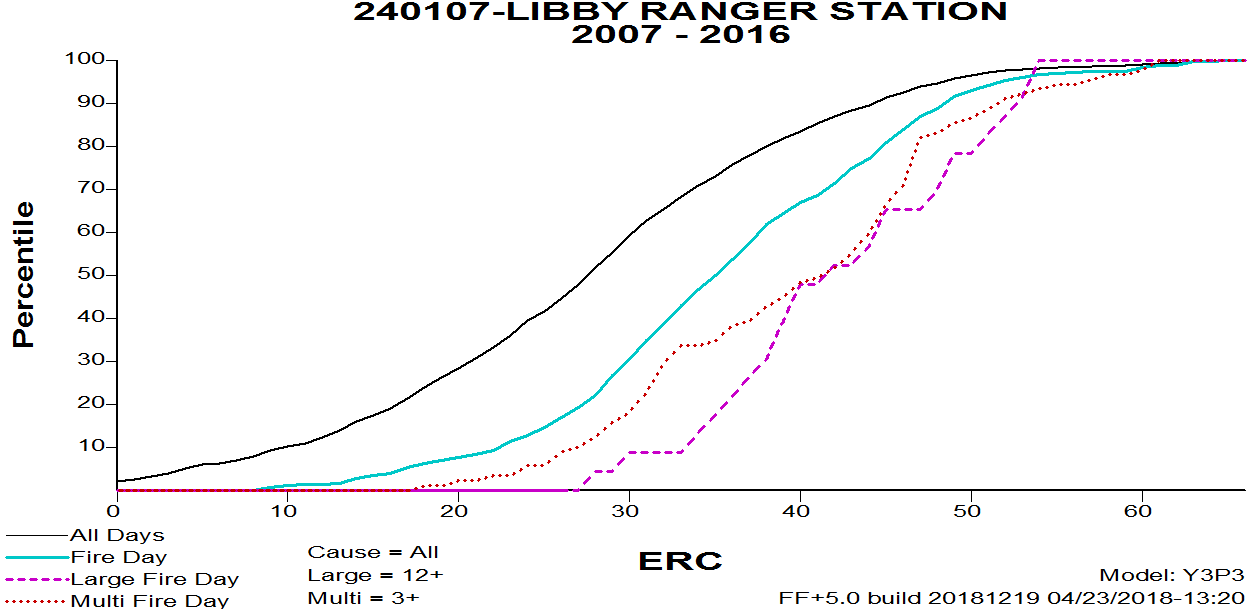 240107-LIBBY RANGER STATION
2007 - 2016
100
90
80
70
60
50
40
30
20
10
Percentile
0 10 20 30 40 50 60
ERC
All Days
Fire Day
Large Fire Day
Multi Fire Day
Cause = All
Large = 12+
Multi = 3+
Model: Y3P3
FF+5.0 build 20181219 04/23/2018-13:20